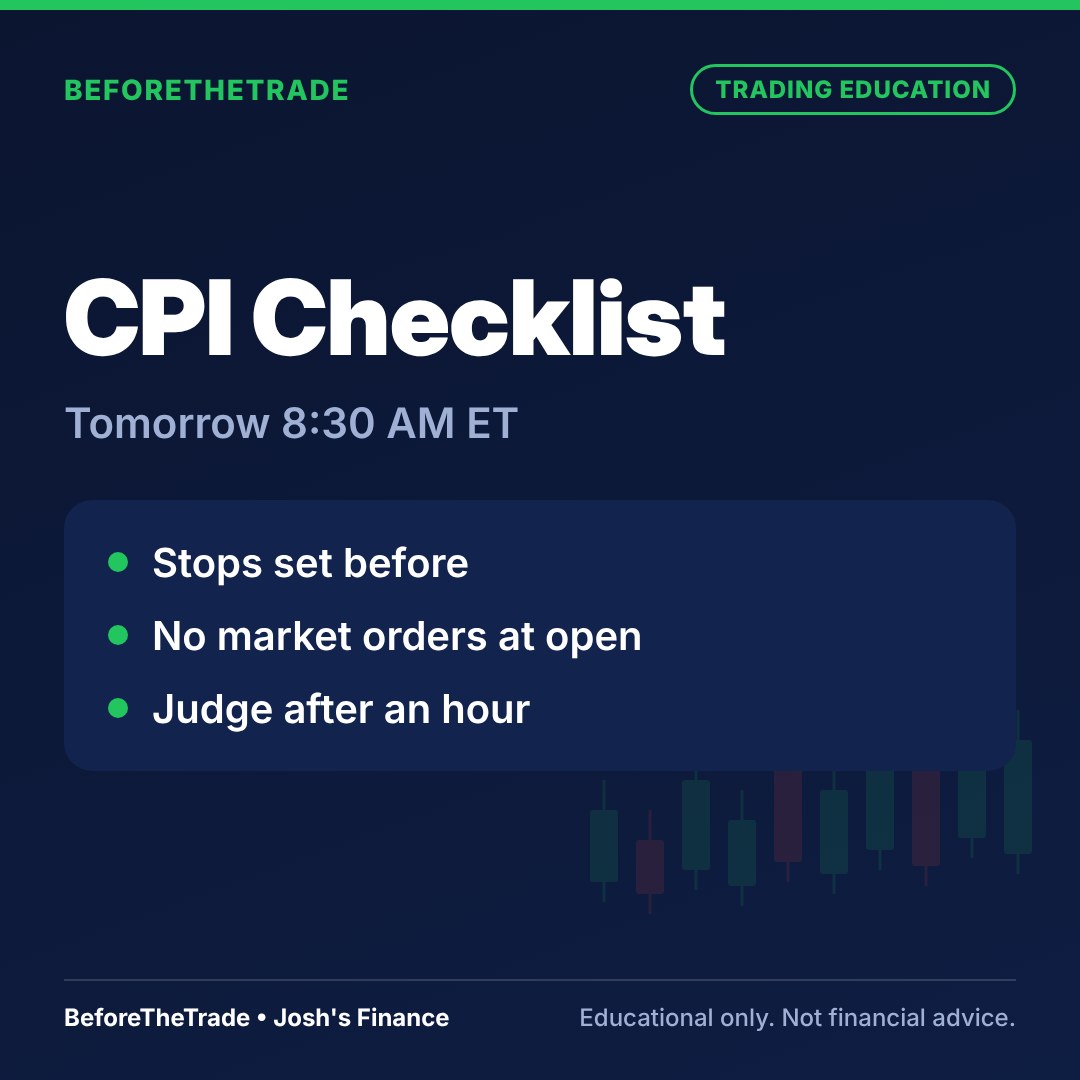 BEFORETHETRADE
TRADING EDUCATION
CPI Checklist
Tomorrow 8:30 AM ET
Stops set before
No market orders at open
Judge after an hour
BeforeTheTrade • Josh's Finance
Educational only. Not financial advice.